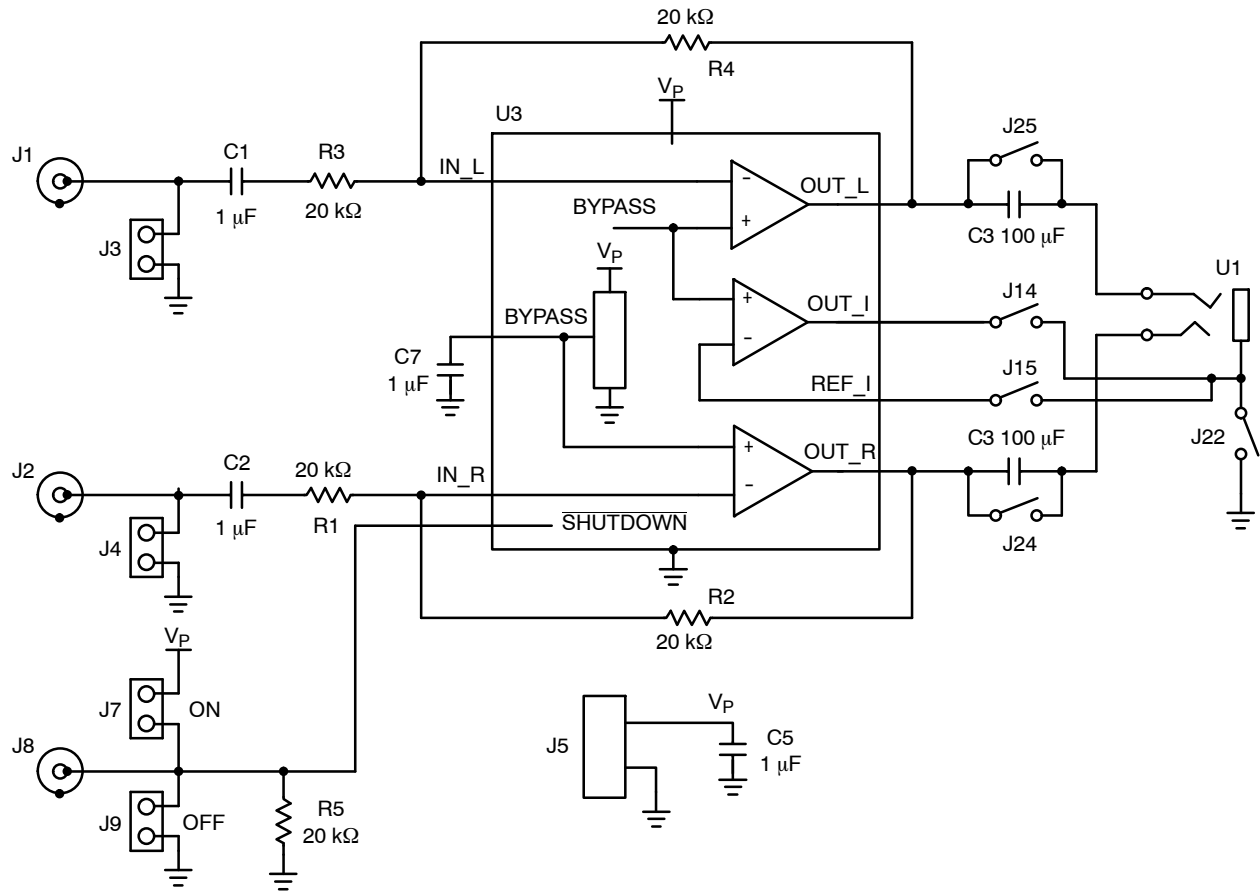 20 kΩ
R4
VP
U3
J25
J1
C1
R3
IN_L
OUT_L
1 μF
20 kΩ
BYPASS
C3 100 μF
J3
VP
U1
J14
OUT_I
BYPASS
C7
1 μF
J15
REF_I
C3 100 μF
J22
J2
C2
20 kΩ
IN_R
OUT_R
1 μF
R1
SHUTDOWN
J24
J4
R2
20 kΩ
VP
J7
ON
VP
J5
C5
1 μF
J8
J9
OFF
R5
20 kΩ